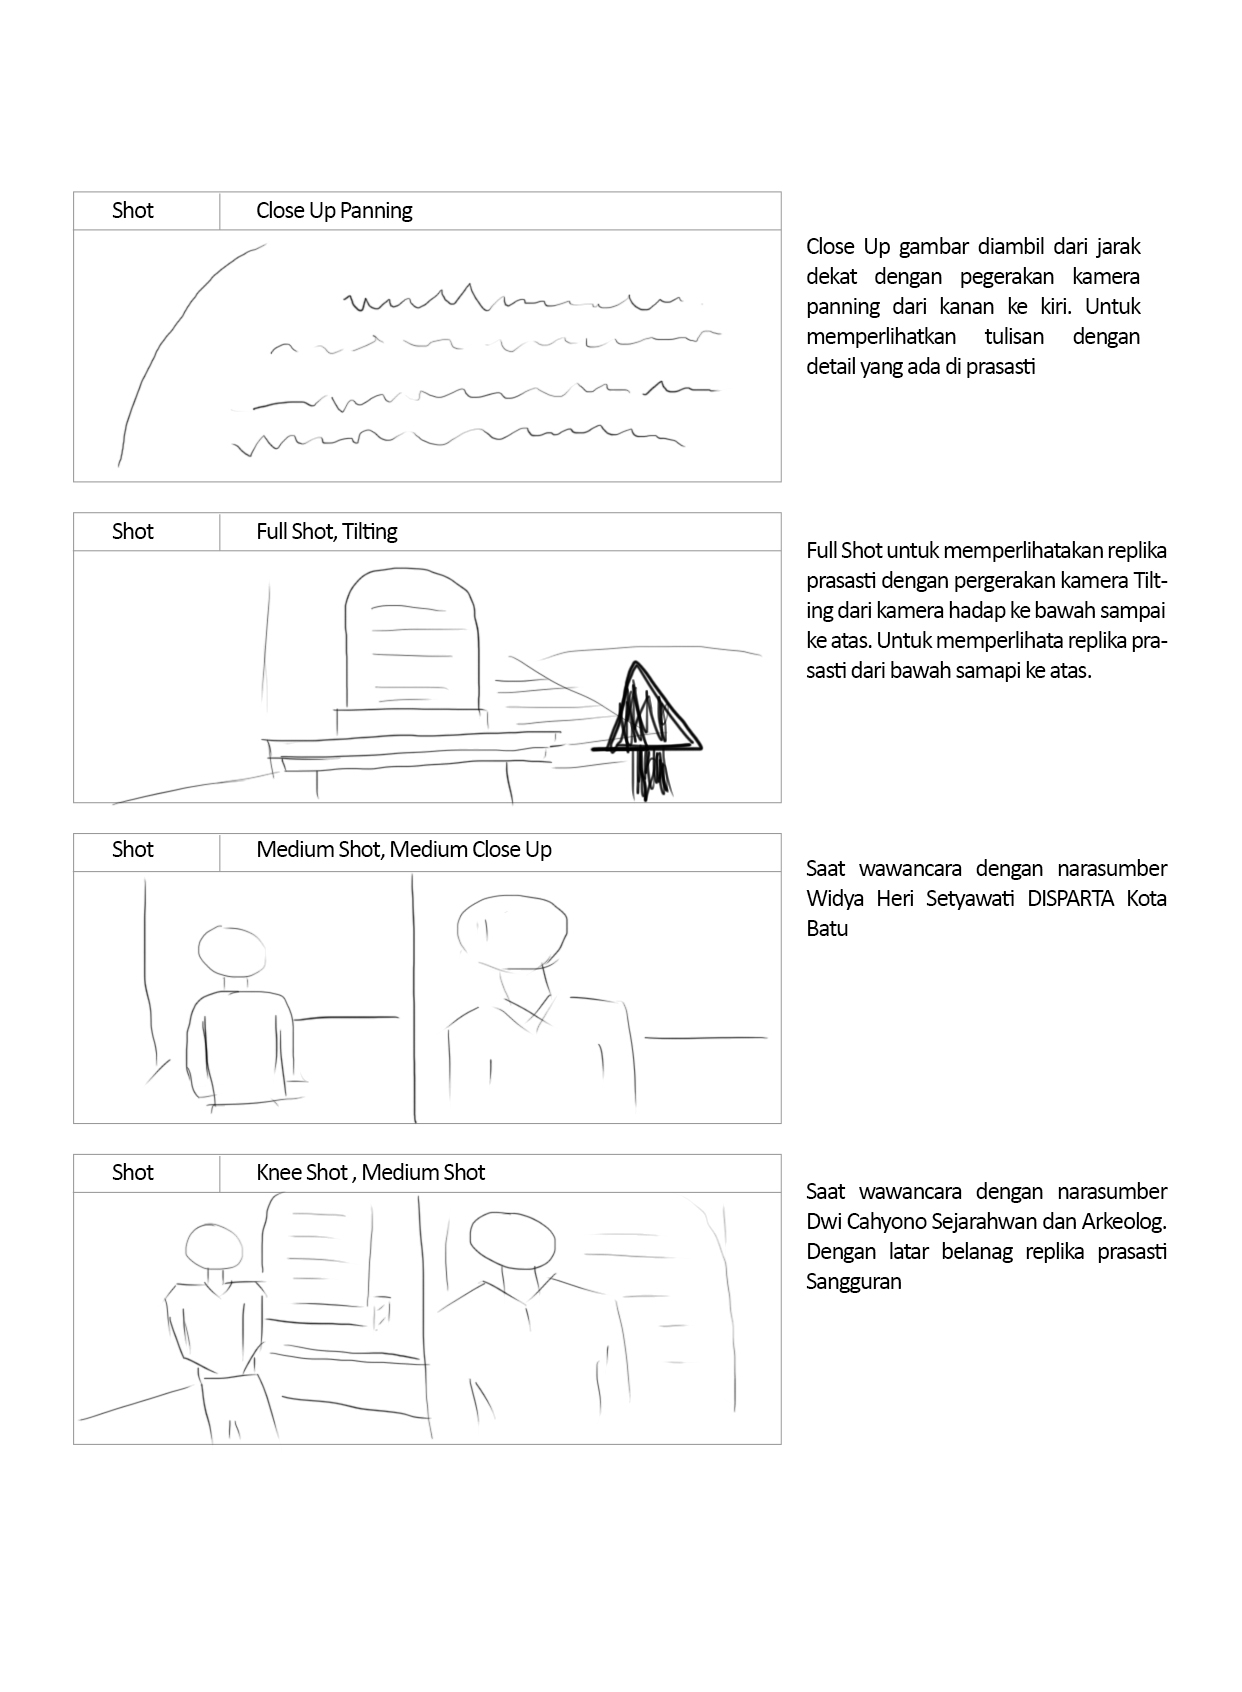 Shot Close Up Panning
Close Up gambar diambil dari jarak
dekat dengan pegerakan kamera
panning dari kanan ke kiri. Untuk
memperlihatkan tulisan dengan
detail yang ada di prasasti
Shot Full Shot, Tilting
Full Shot untuk memperlihatakan replika
prasasti dengan pergerakan kamera Tilt-
ing dari kamera hadap ke bawah sampai
ke atas. Untuk memperlihata replika pra-
sasti dari bawah samapi ke atas.
Shot Medium Shot, Medium Close Up
Saat wawancara dengan narasumber
Widya Heri Setyawati DISPARTA Kota
Batu
Shot Knee Shot , Medium Shot
Saat wawancara dengan narasumber
Dwi Cahyono Sejarahwan dan Arkeolog.
Dengan latar belanag replika prasasti
Sangguran